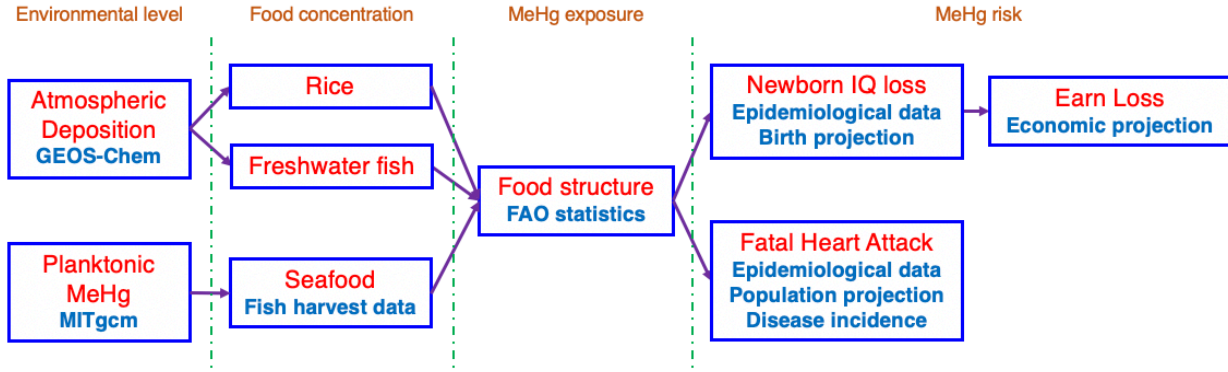 Environmental level
Food concentration
MeHg exposure
MeHg risk
Atmospheric
Deposition
GEOS-Chem
Planktonic
MeHg
MITgcm
Rice
Freshwater fish
Seafood
Fish harvest data
Food structure
FAO statistics
Newborn IQ loss
Epidemiological data
Birth projection
Fatal Heart Attack
Epidemiological data
Population projection
Disease incidence
Earn Loss
Economic projection